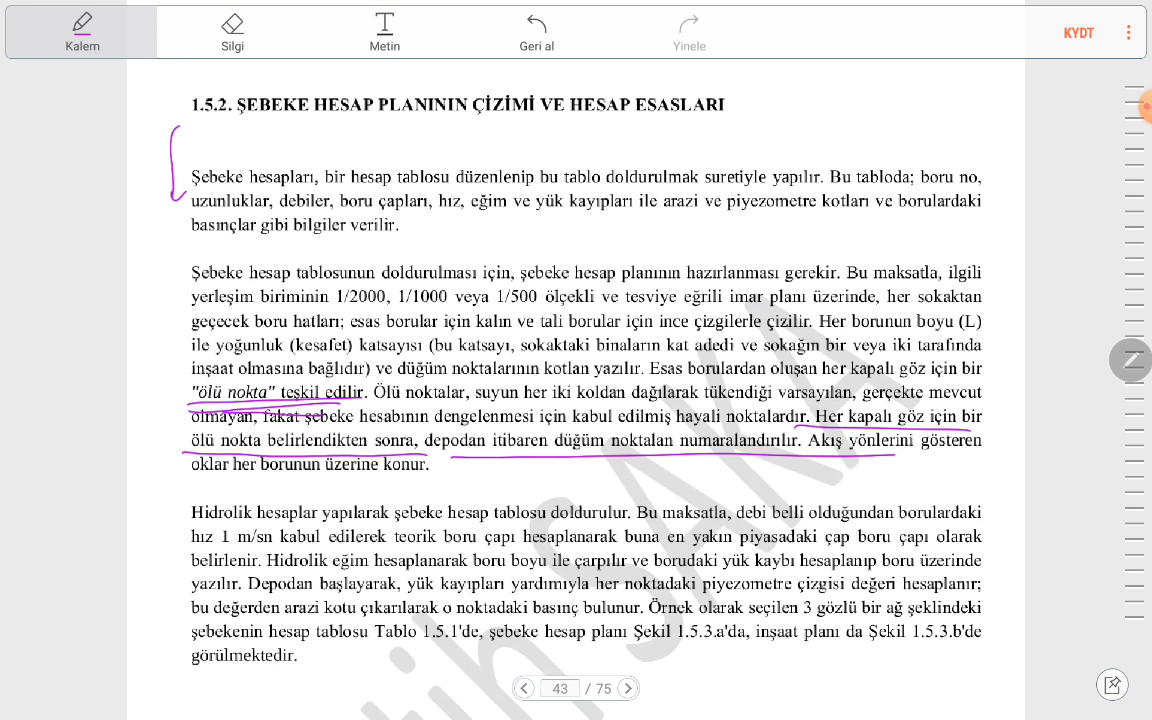 Kalem
Silgi
Metin
Geri al
Yinele
KYDT
1.5.2. ŞEBEKE HESAP PLANININ ÇİZİMİ VE HESAP ESASLARI
Şebeke hesapları, bir hesap tablosu düzenlenip bu tablo doldurulmak suretiyle yapılır. Bu tabloda; boru no,
uzunluklar, debiler, boru çapları, hız, eğim ve yük kayıpları ile arazi ve piyezometre kotları ve borulardaki
basınçlar gibi bilgiler verilir.
Şebeke hesap tablosunun doldurulması için, şebeke hesap planının hazırlanması gerekir. Bu maksatla, ilgili
yerleşim biriminin 1/2000, 1/1000 veya 1/500 ölçekli ve tesviye eğrili imar planı üzerinde, her sokaktan
geçecek boru hatları; esas borular için kalın ve tali borular için ince çizgilerle çizilir. Her borunun boyu (L)
ile yoğunluk (kesafet) katsayısı (bu katsayı, sokaktaki binaların kat adedi ve sokağın bir veya iki tarafında
inşaat olmasına bağlıdır) ve düğüm noktalarının kotlan yazılır. Esas borulardan oluşan her kapalı göz için bir
"ölü nokta" teşkil edilir. Ölü noktalar, suyun her iki koldan dağılarak tükendiği varsayılan, gerçekte mevcut
olmayan, fakat şebeke hesabının dengelenmesi için kabul edilmiş hayali noktalardır. Her kapalı göz için bir
ölü nokta belirlendikten sonra, depodan itibaren düğüm noktalan numaralandırılır. Akış yönlerini gösteren
oklar her borunun üzerine konur.
Hidrolik hesaplar yapılarak şebeke hesap tablosu doldurulur. Bu maksatla, debi belli olduğundan borulardaki
hız 1 m/sn kabul edilerek teorik boru çapı hesaplanarak buna en yakın piyasadaki çap boru çapı olarak
belirlenir. Hidrolik eğim hesaplanarak boru boyu ile çarpılır ve borudaki yük kaybı hesaplanıp boru üzerinde
yazılır. Depodan başlayarak, yük kayıpları yardımıyla her noktadaki piyezometre çizgisi değeri hesaplanır;
bu değerden arazi kotu çıkarılarak o noktadaki basınç bulunur. Örnek olarak seçilen 3 gözlü bir ağ şeklindeki
şebekenin hesap tablosu Tablo 1.5.1'de, şebeke hesap planı Şekil 1.5.3.a'da, inşaat planı da Şekil 1.5.3.b'de
görülmektedir.
tih SAKA
43 / 75